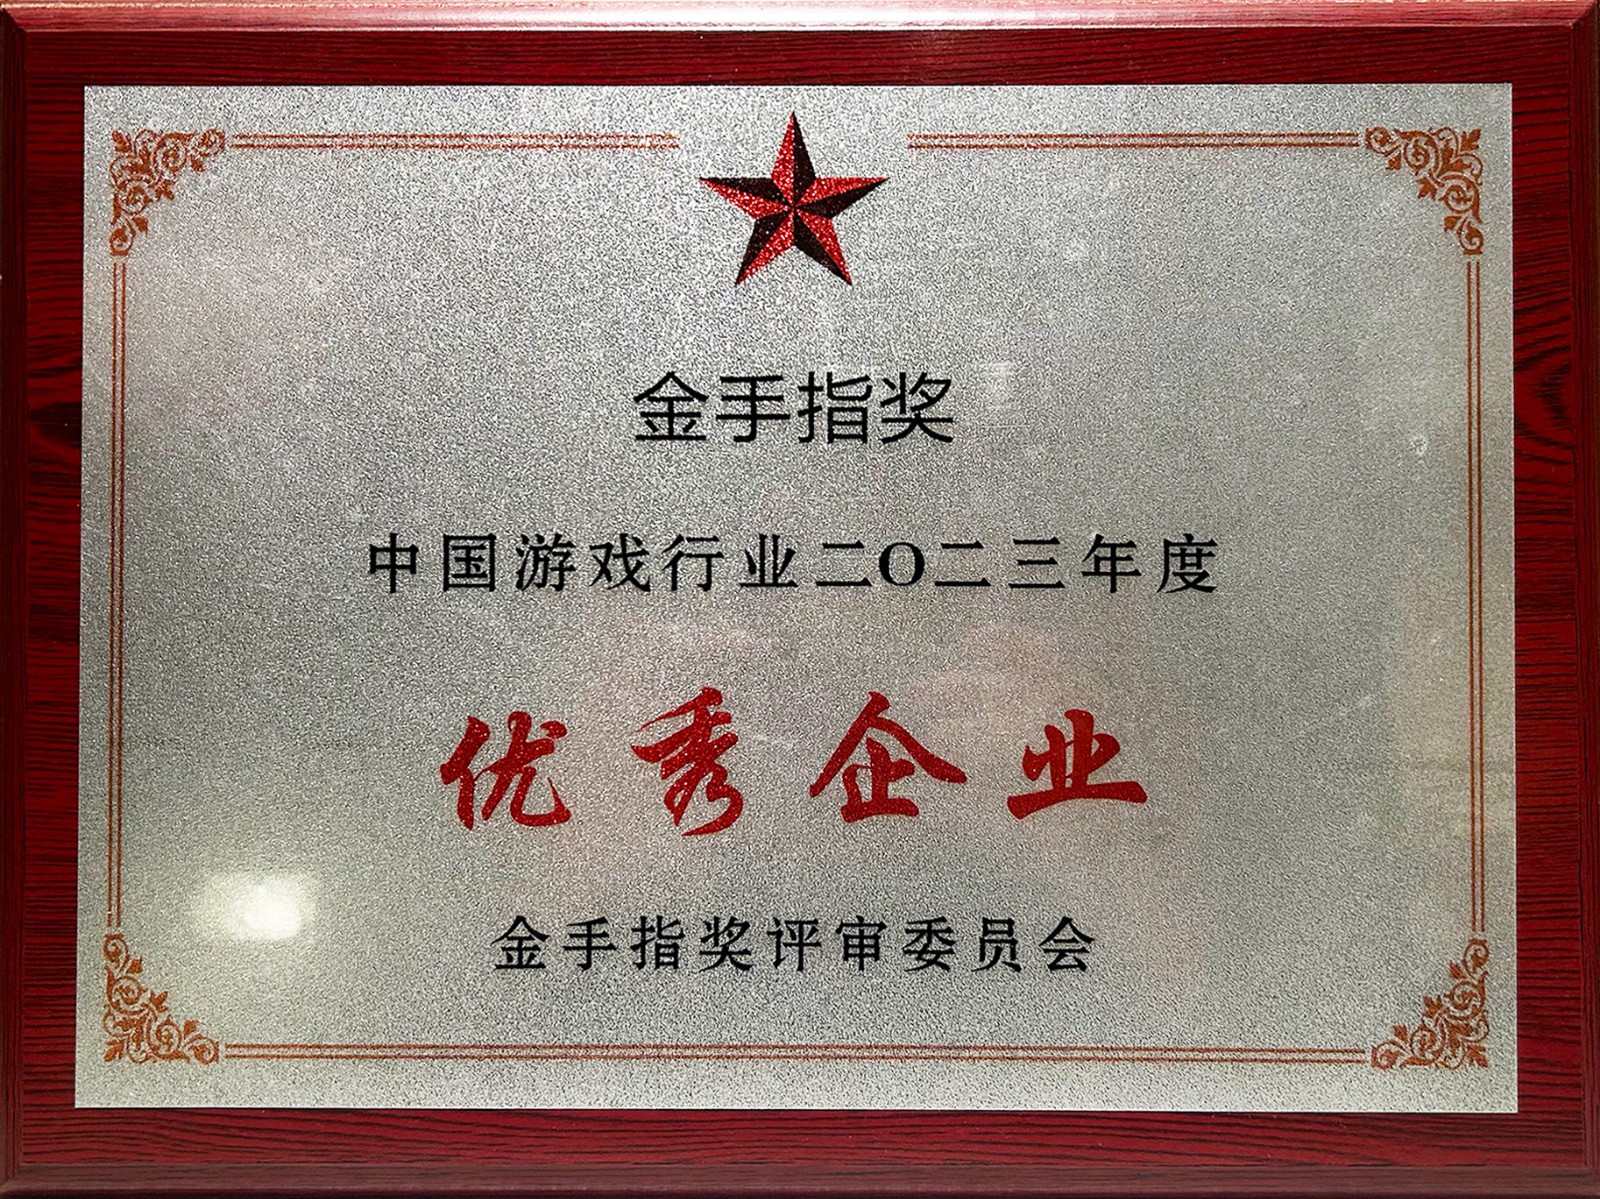 金手指奖
中国游戏行业二O二三年度
优秀企业
金手指奖评审委员会